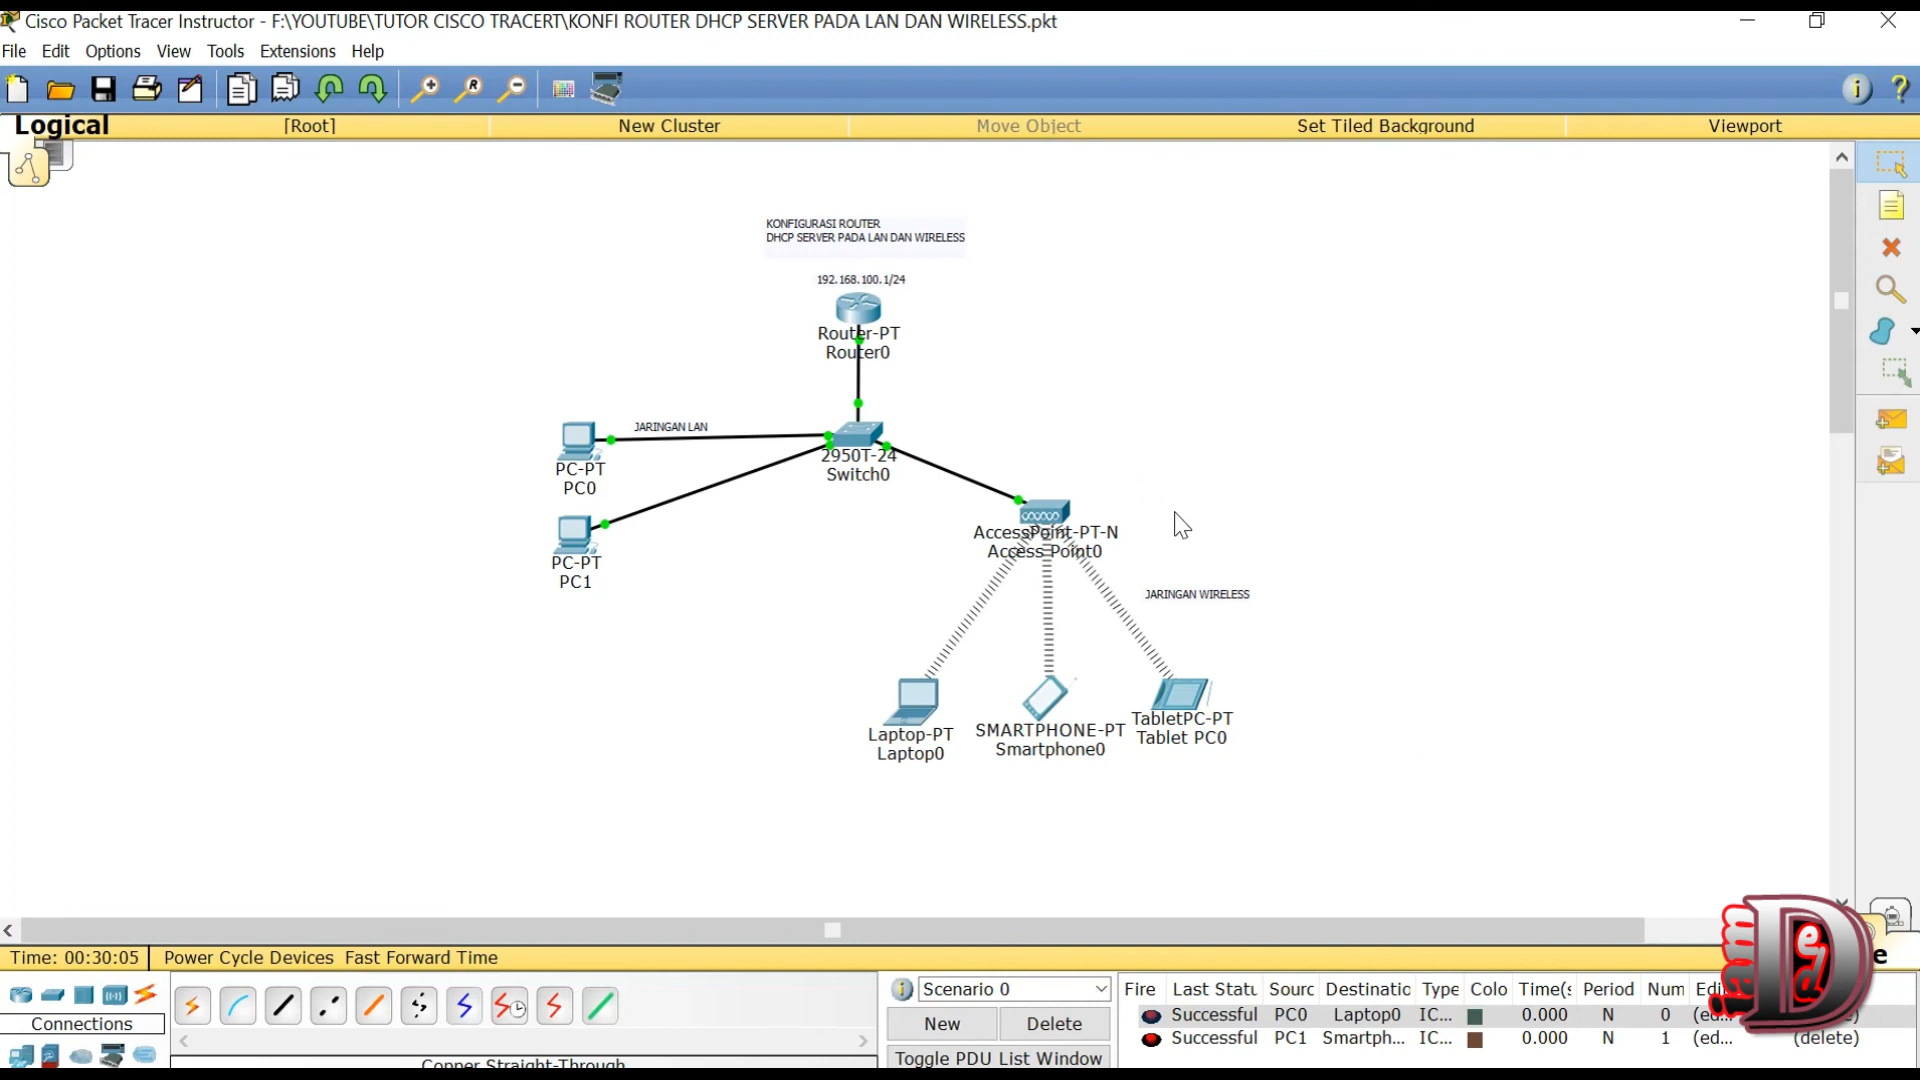 Cisco Packet Tracer Instructor - F:\YOUTUBE\TUTOR CISCO TRACERT\KONFI ROUTER DHCP SERVER PADA LAN DAN WIRELESS.pkt
File Edit Options View Tools Extensions Help
Logical [Root] New Cluster Move Object Set Tiled Background Viewport
KONFIGURASI ROUTER
DHCP SERVER PADA LAN DAN WIRELESS
192.168.100.1/24
Router-PT
Router0
JARINGAN LAN
PC-PT
PC0
2950T-24
Switch0
PC-PT
PC1
AccessPoint-PT-N
Access Point0
JARINGAN WIRELESS
Laptop-PT
Laptop0
SMARTPHONE-PT
Smartphone0
TabletPC-PT
Tablet PC0
Time: 00:30:05 Power Cycle Devices Fast Forward Time
Connections
Copper Straight-Through
Scenario 0
New Delete
Toggle PDU List Window
Fire Last Statu Sourc Destinatio Type Colo Time(s Period Num Edi
Successful PC0 Laptop0 IC... 0.000 N 0 (ed...
Successful PC1 Smartph... IC... 0.000 N 1 (ed... (delete)